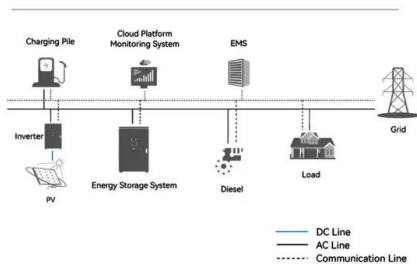 Charging Pile
Cloud Platform
Monitoring System
EMS
Grid
Inverter
PV
Energy Storage System
Diesel
Load
DC Line
AC Line
Communication Line